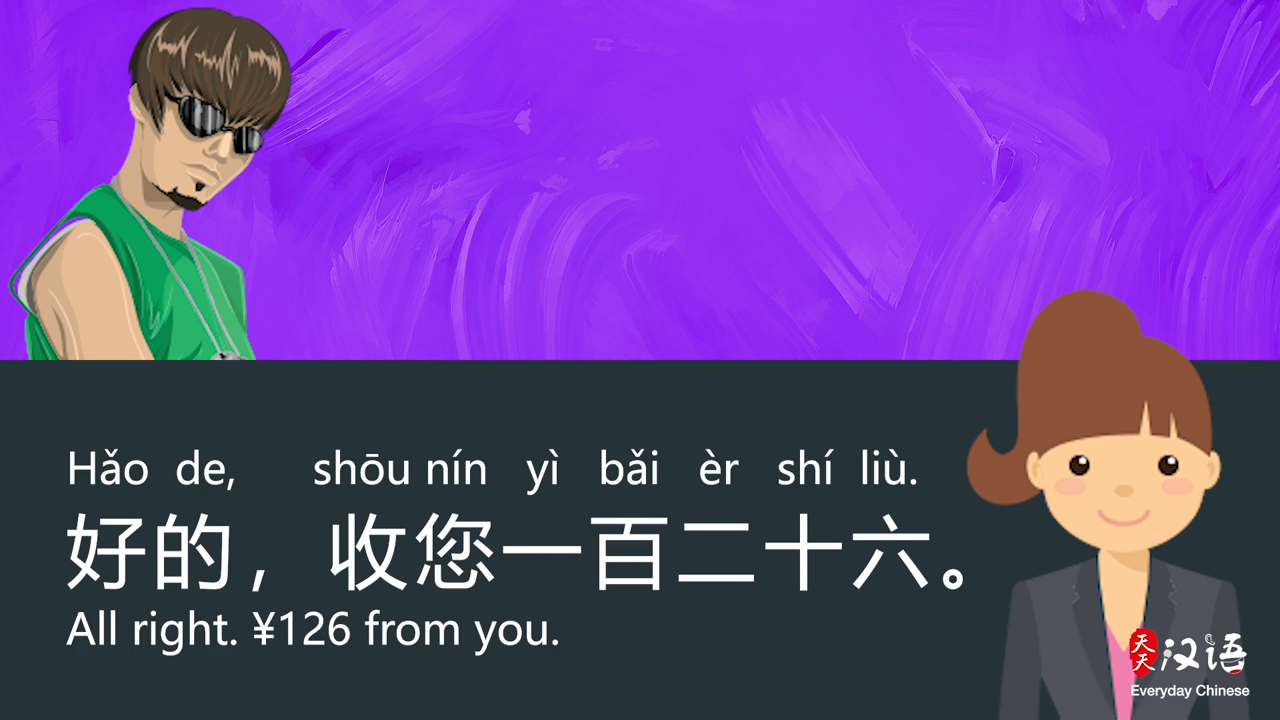 Hǎo de, shōu nín yì bǎi èr shí liù.
好的，收您一百二十六。
All right. ¥126 from you.
天天汉语
Everyday Chinese